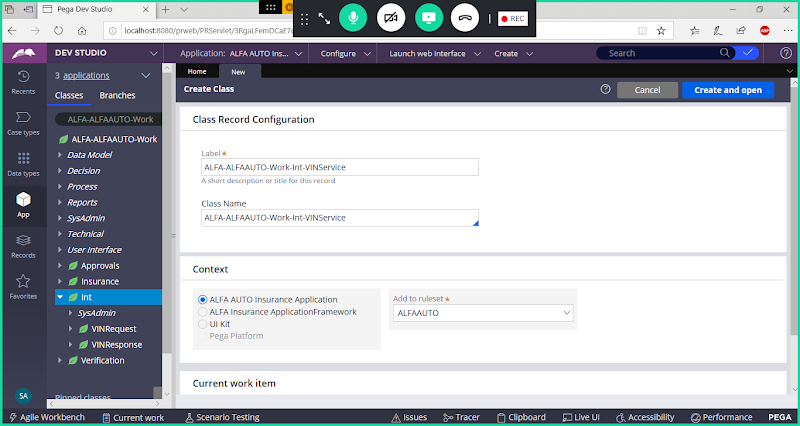 Pega Dev Studio
REC
localhost:8080/prweb/PRServlet/3RgaLFemDCaE7
ABP
DEV STUDIO
Application: ALFA AUTO Ins...
Configure
Launch web Interface
Create
Search
Recents
Case types
Data types
App
Records
Favorites
SA
3 applications
Classes
Branches
ALFA-ALFAAUTO-Work
ALFA-ALFAAUTO-Work
Data Model
Decision
Process
Reports
SysAdmin
Technical
User Interface
Approvals
Insurance
Int
SysAdmin
VINRequest
VINResponse
Verification
Pinned classes
Home
New
Create Class
Cancel
Create and open
Class Record Configuration
Label
ALFA-ALFAAUTO-Work-Int-VINService
A short description or title for this record
Class Name
ALFA-ALFAAUTO-Work-Int-VINService
Context
ALFA AUTO Insurance Application
ALFA Insurance ApplicationFramework
UI Kit
Pega Platform
Add to ruleset
ALFAAUTO
Current work item
Agile Workbench
Current work
Scenario Testing
Issues
Tracer
Clipboard
Live UI
Accessibility
Performance
PEGA